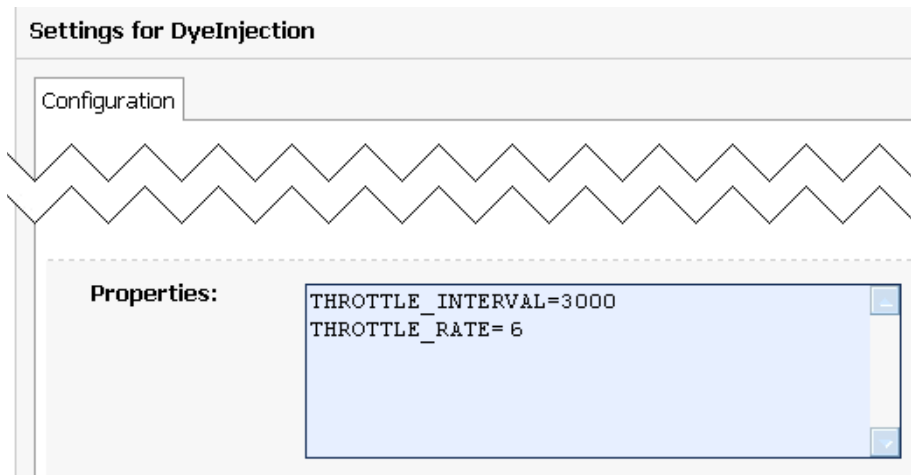 Settings for DyeInjection
Configuration
Properties:
THROTTLE_INTERVAL=3000
THROTTLE_RATE= 6